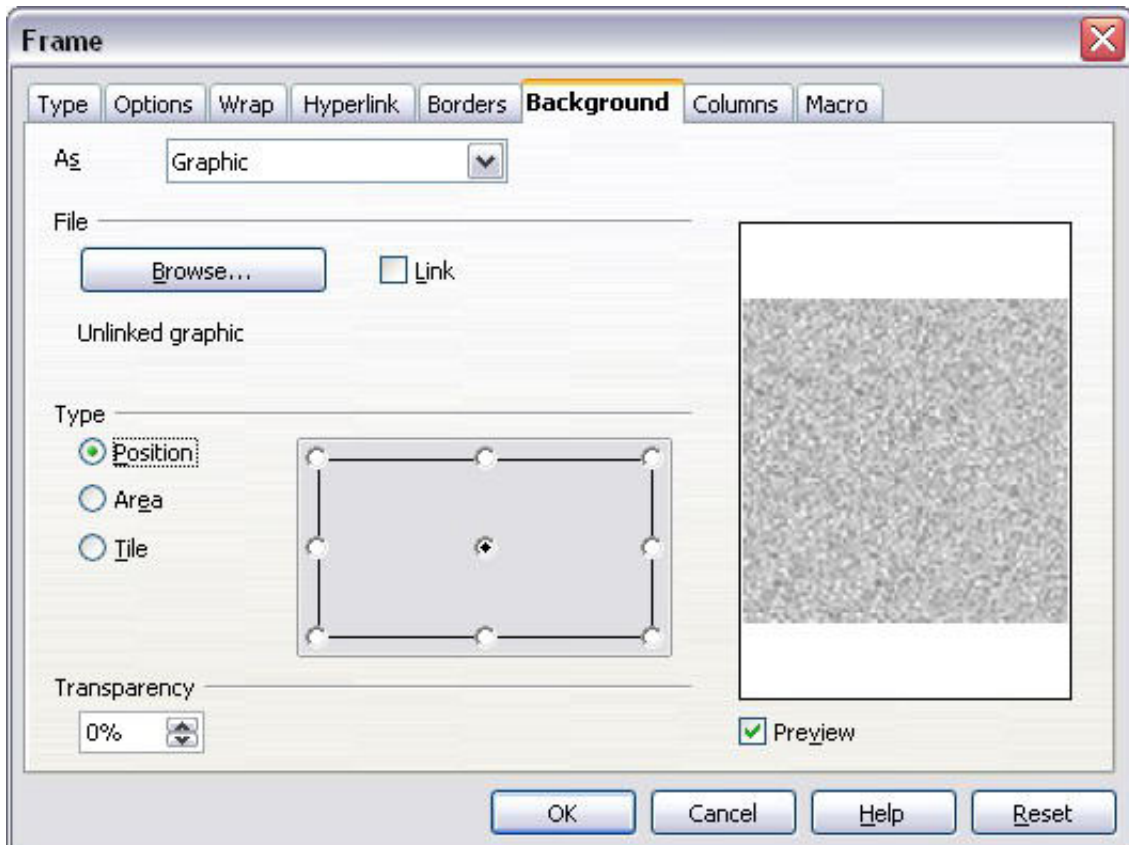 Frame
Type Options Wrap Hyperlink Borders Background Columns Macro
As Graphic
File
Browse... Link
Unlinked graphic
Type
Position
Area
Tile
Transparency
0%
Preview
OK Cancel Help Reset